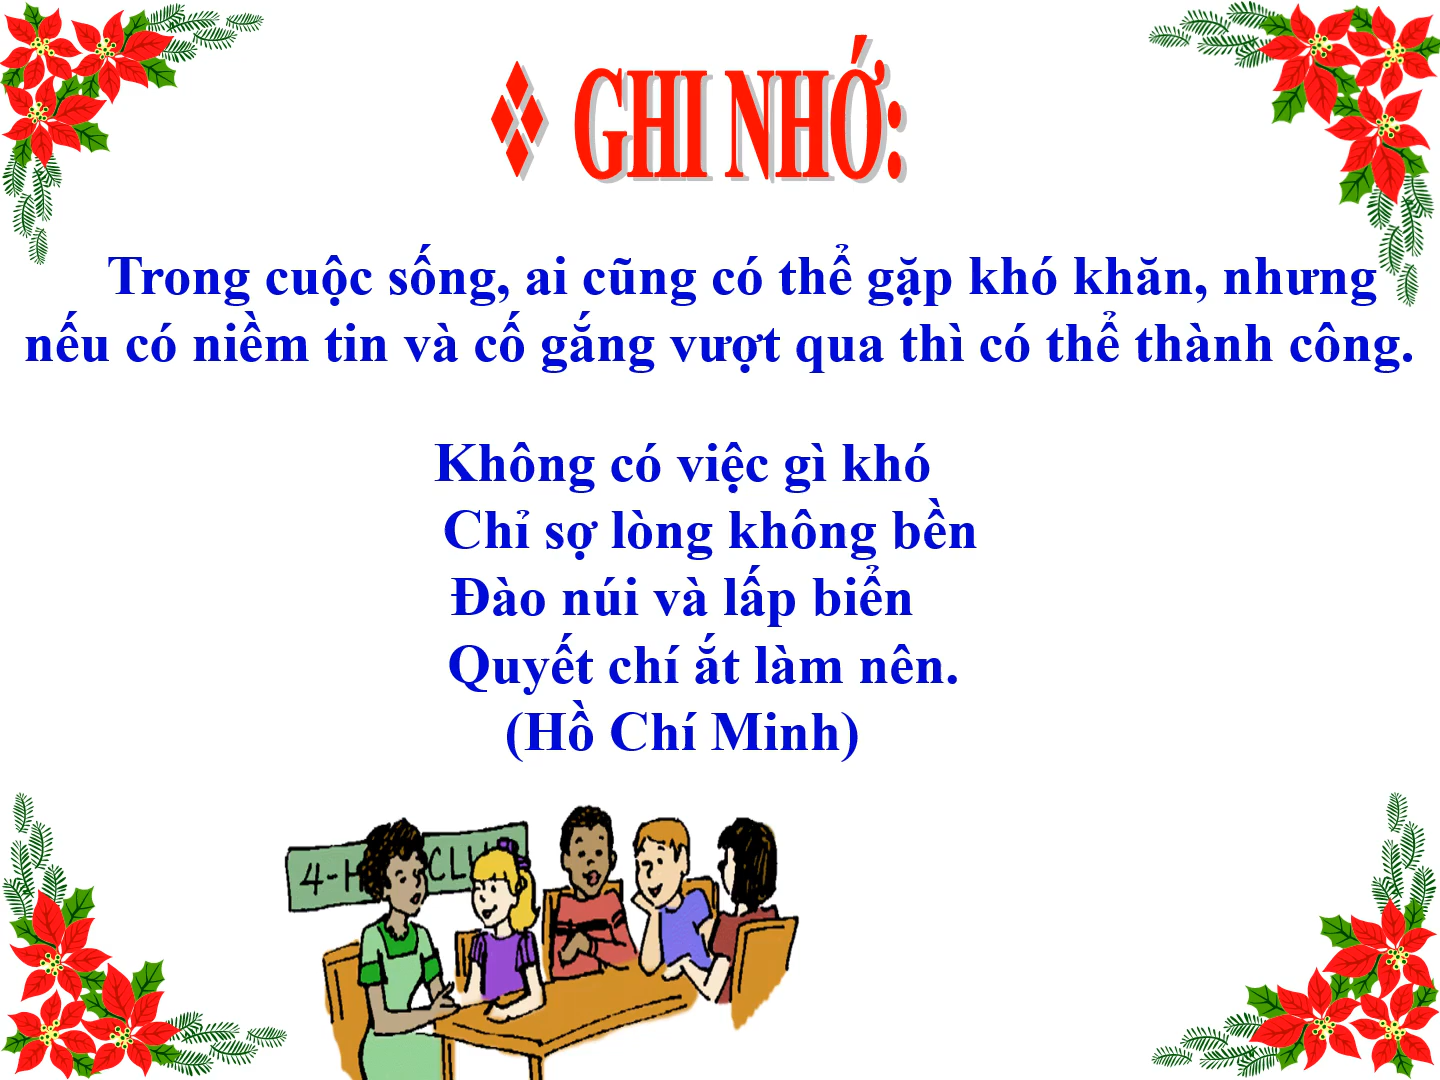 ❖ GHI NHỚ:
Trong cuộc sống, ai cũng có thể gặp khó khăn, nhưng
nếu có niềm tin và cố gắng vượt qua thì có thể thành công.
Không có việc gì khó
Chỉ sợ lòng không bền
Đào núi và lấp biển
Quyết chí ắt làm nên.
(Hồ Chí Minh)
4-H CLU